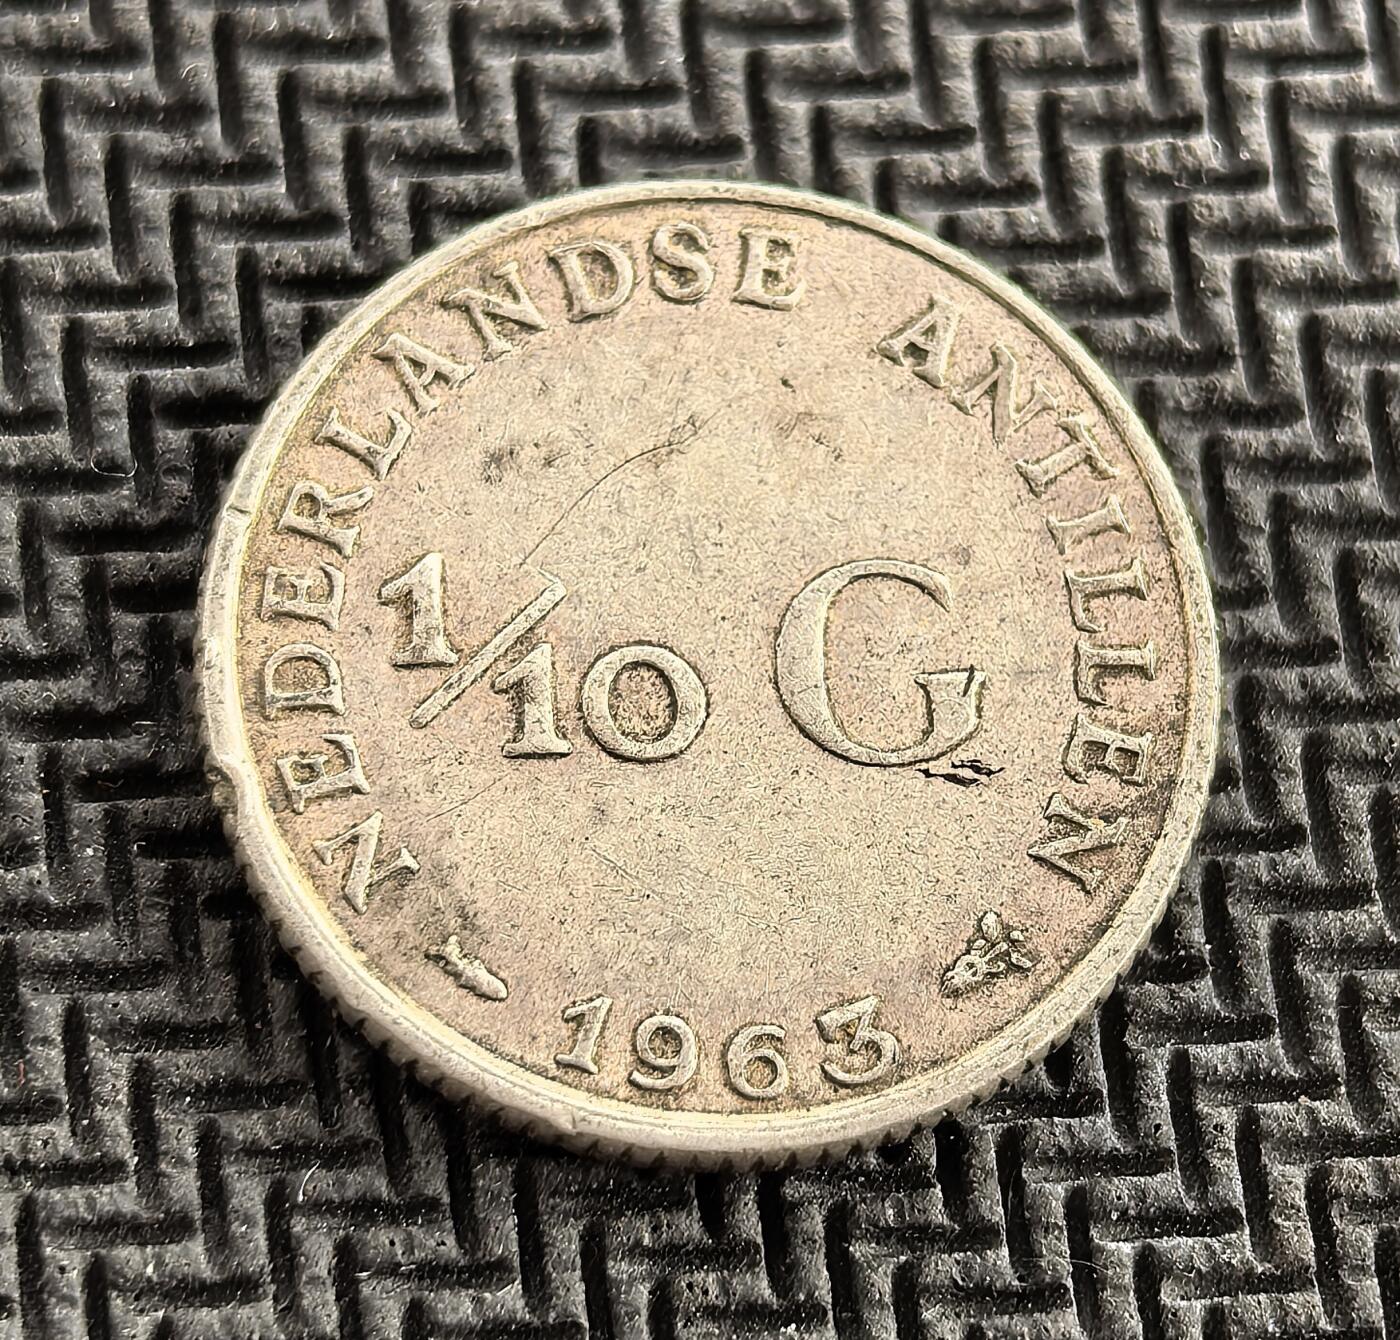 NEDERLANDSE ANTILLEN
1/10 G
1963